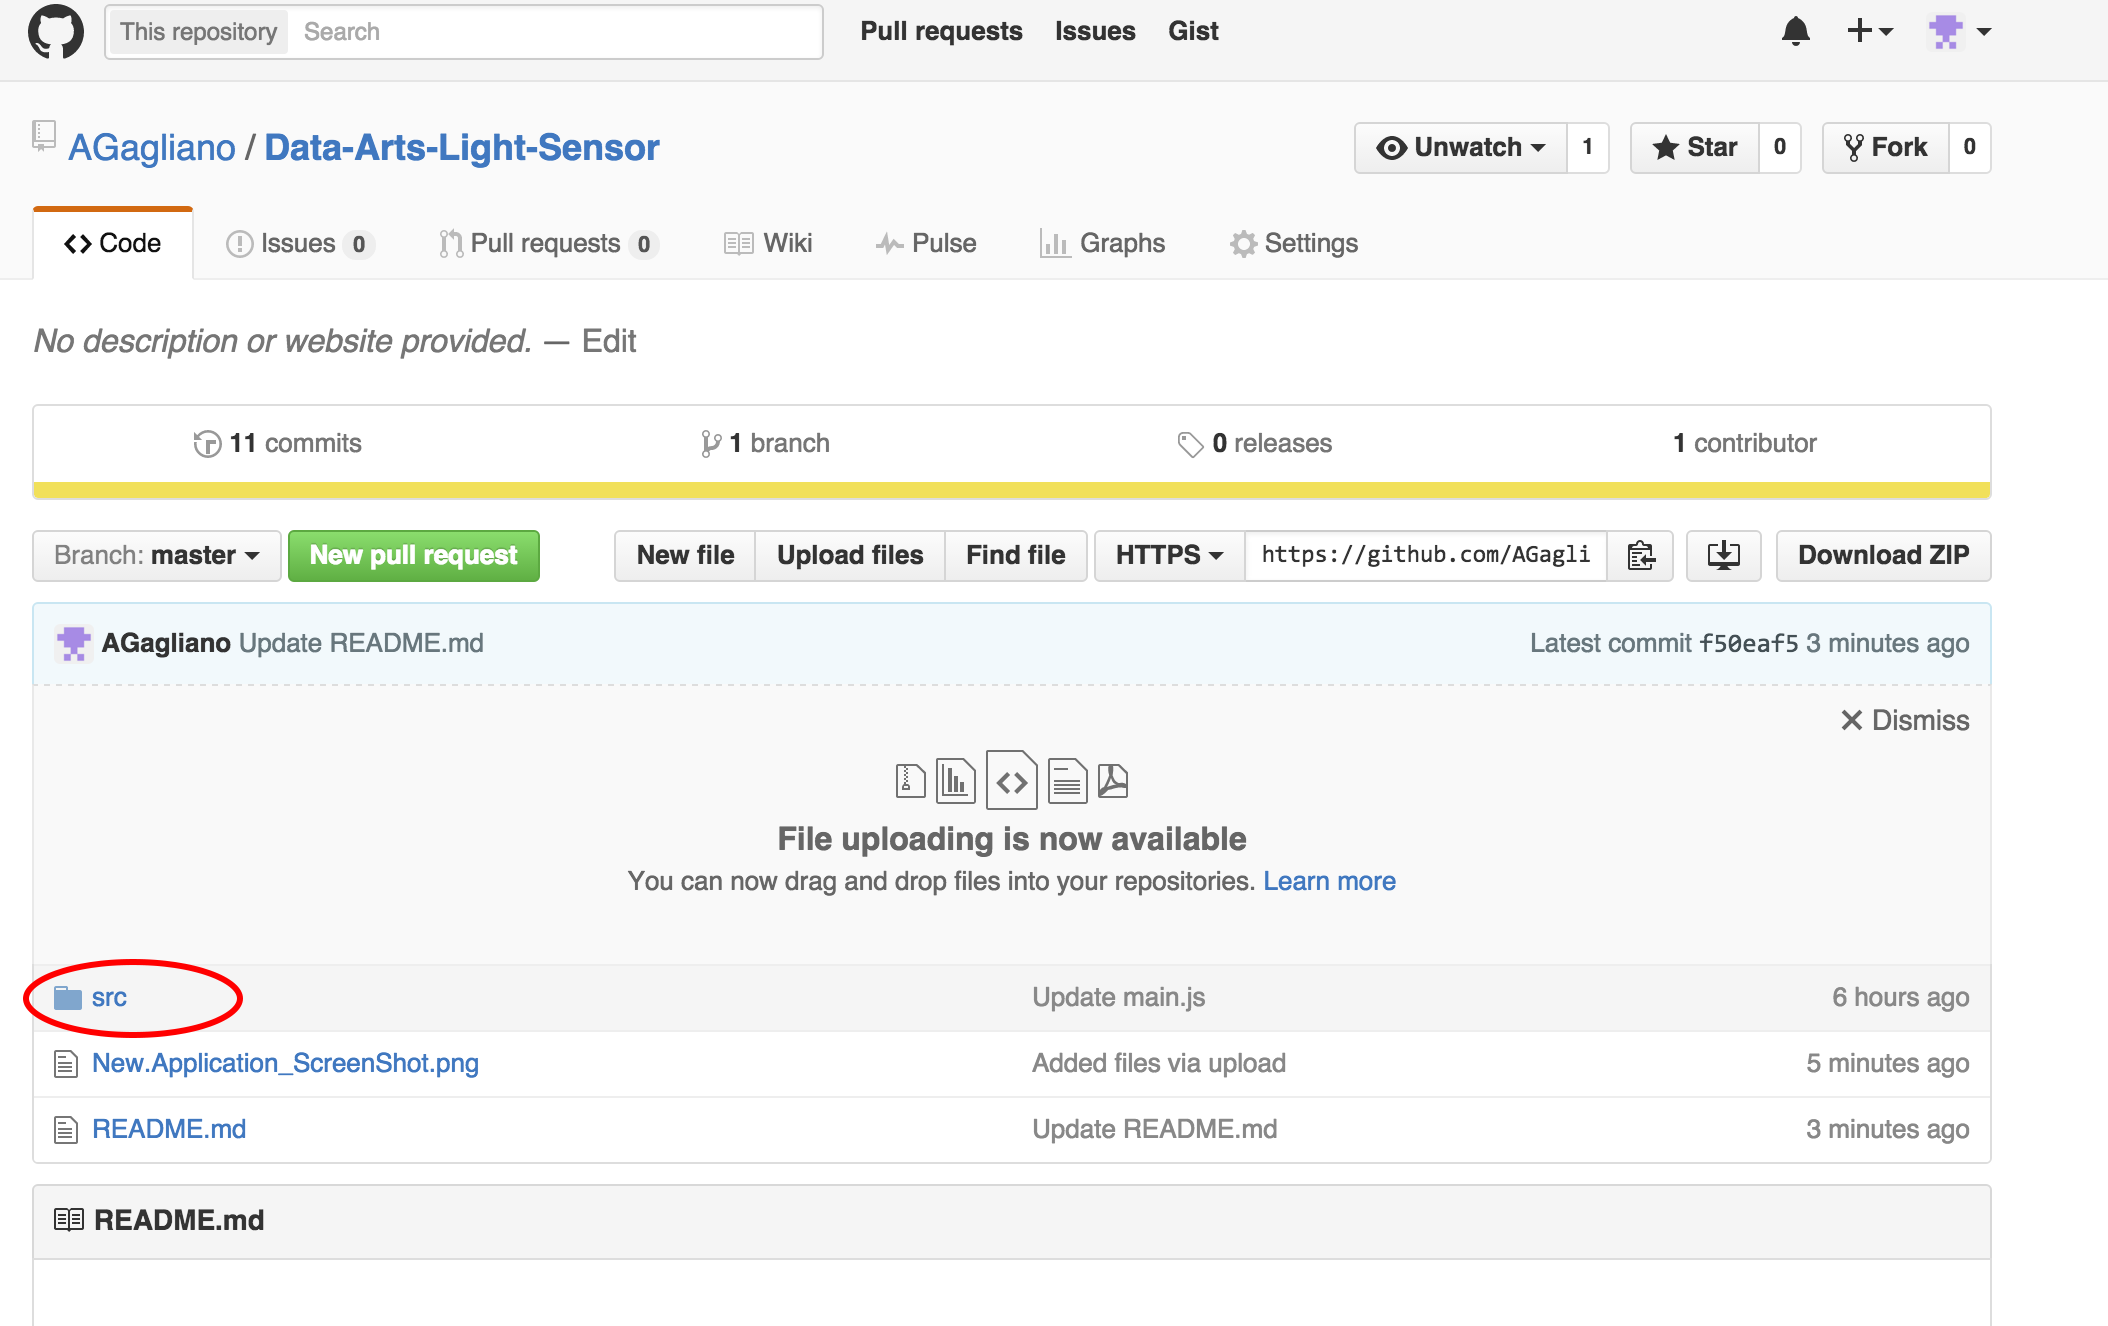 This repository Search Pull requests Issues Gist
AGagliano / Data-Arts-Light-Sensor Unwatch 1 Star 0 Fork 0
Code Issues 0 Pull requests 0 Wiki Pulse Graphs Settings
No description or website provided. — Edit
11 commits 1 branch 0 releases 1 contributor
Branch: master New pull request New file Upload files Find file HTTPS https://github.com/AGagli Download ZIP
AGagliano Update README.md Latest commit f50eaf5 3 minutes ago
Dismiss
File uploading is now available
You can now drag and drop files into your repositories. Learn more
src Update main.js 6 hours ago
New.Application_ScreenShot.png Added files via upload 5 minutes ago
README.md Update README.md 3 minutes ago
README.md